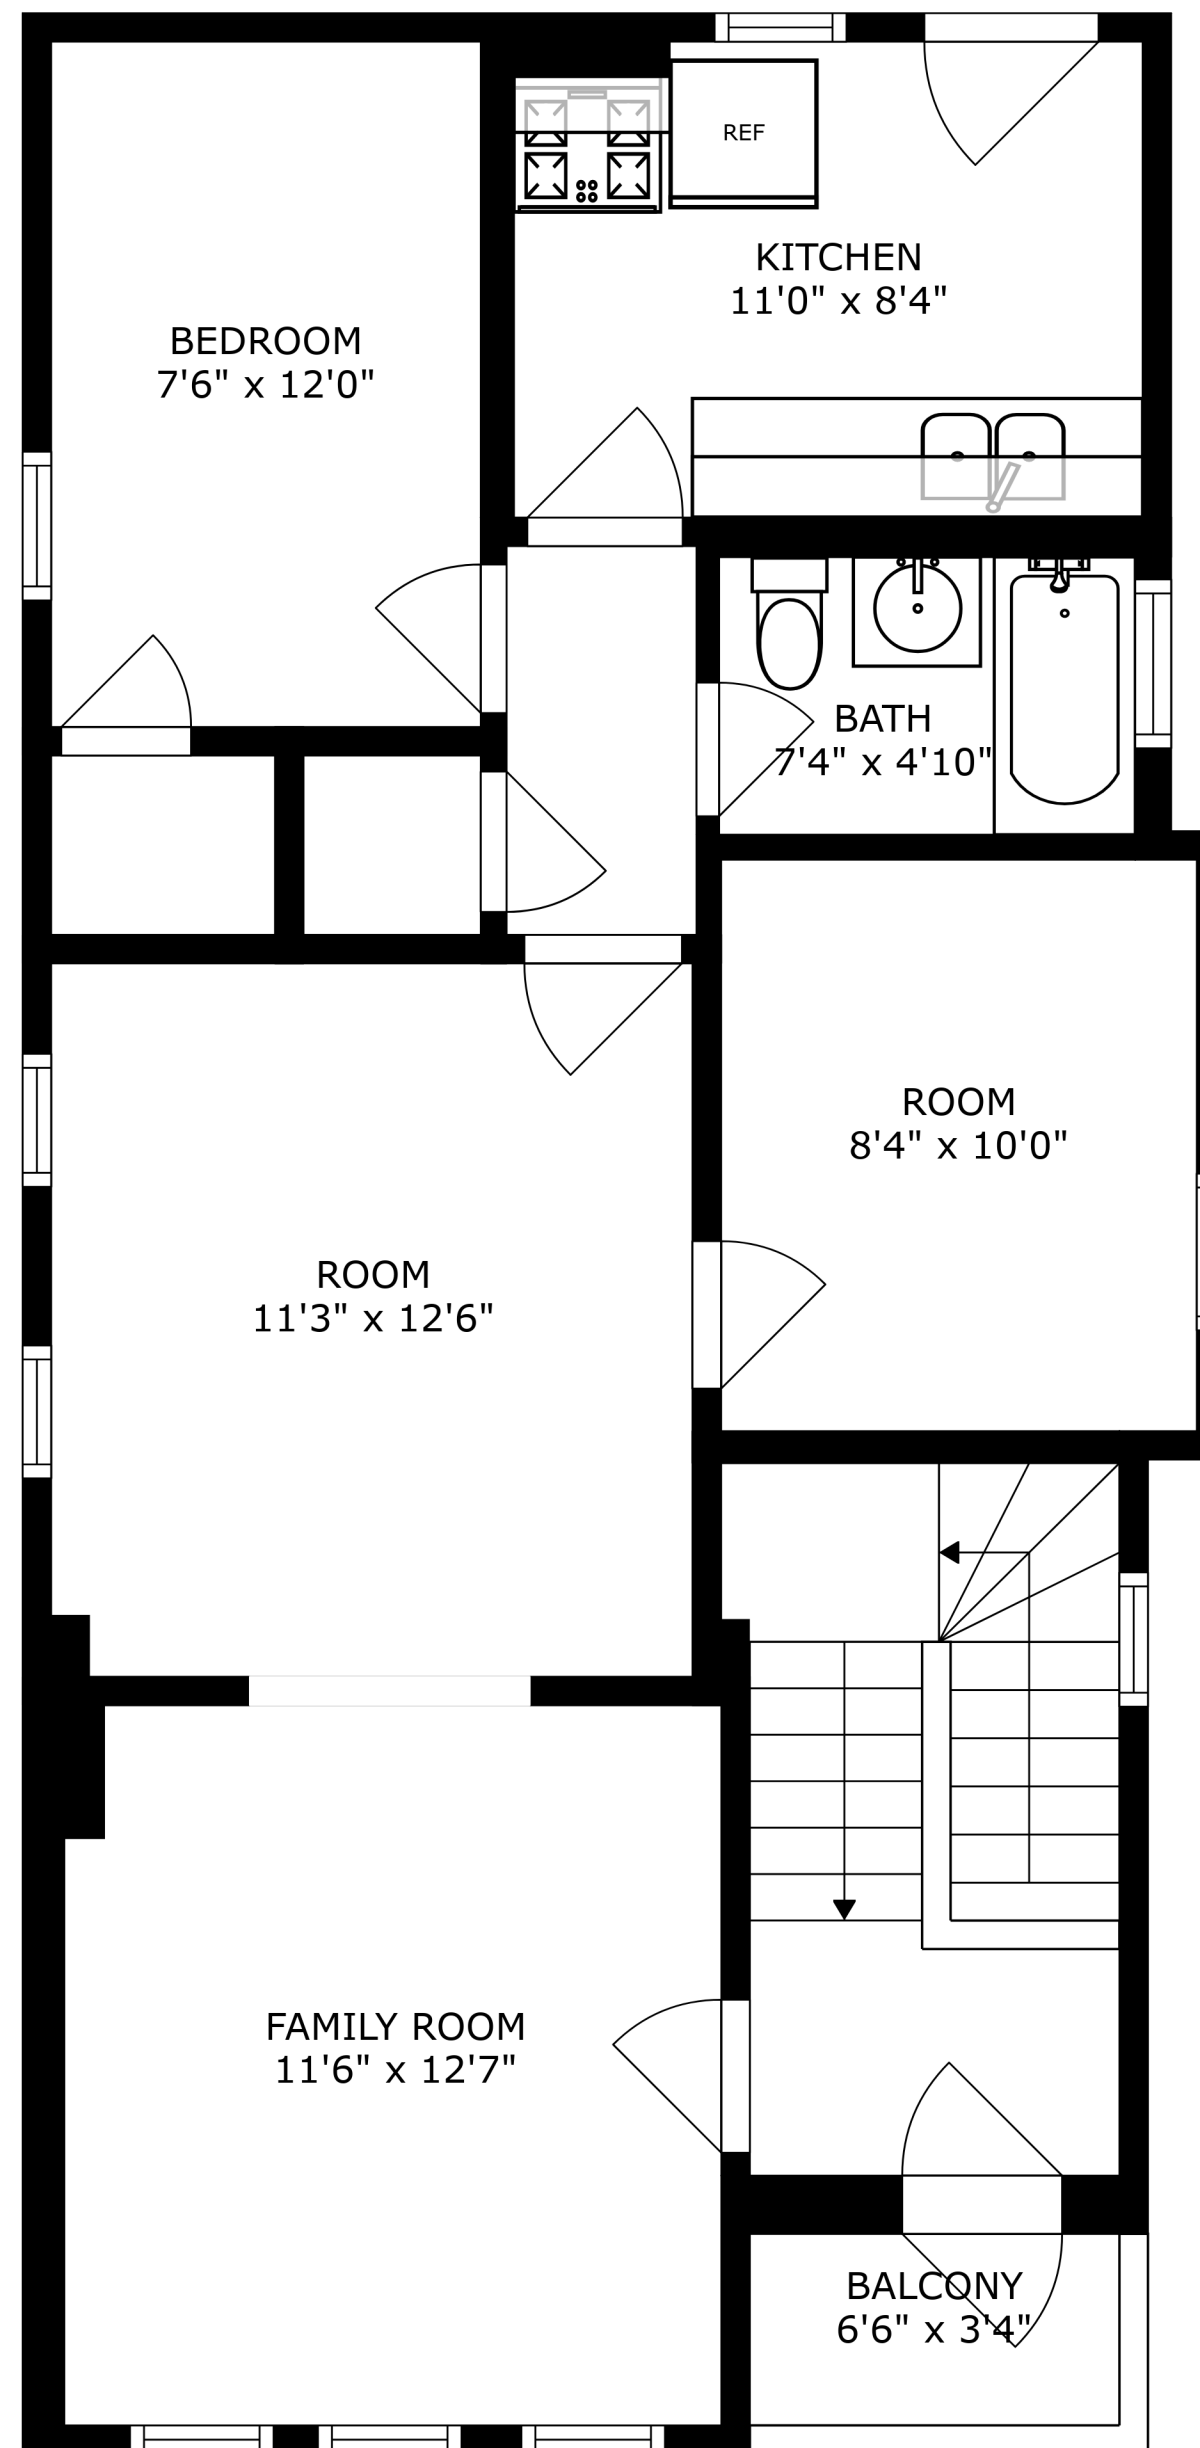 REF
KITCHEN
11'0" x 8'4"
BEDROOM
7'6" x 12'0"
BATH
7'4" x 4'10"
ROOM
8'4" x 10'0"
ROOM
11'3" x 12'6"
FAMILY ROOM
11'6" x 12'7"
BALCONY
6'6" x 3'4"